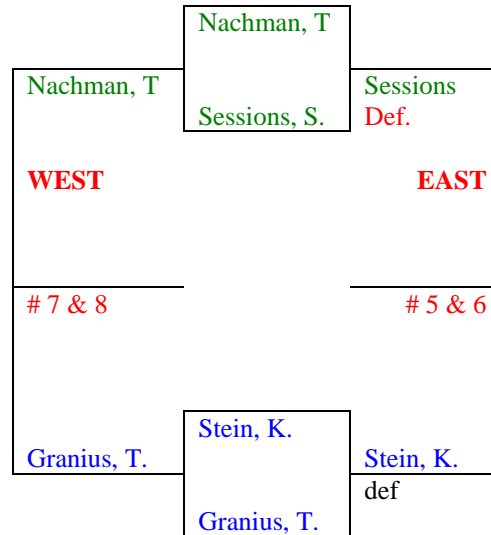 Nachman, T
Nachman, T
Sessions
Sessions, S.
Def.
WEST
EAST
# 7 & 8
# 5 & 6
Stein, K.
Granius, T.
Stein, K.
def
Granius, T.